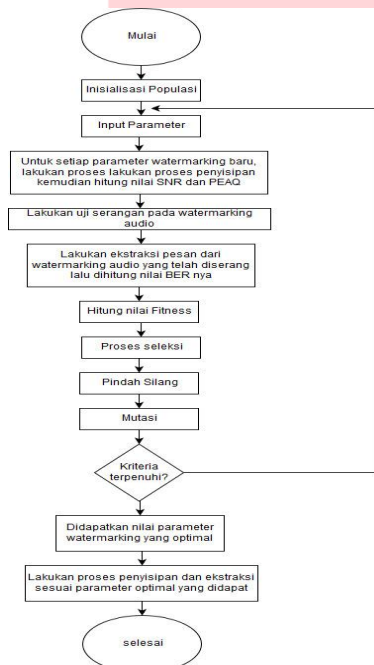 Mulai
Inisialisasi Populasi
Input Parameter
Untuk setiap parameter watermarking baru,
lakukan proses lakukan proses penyisipan
kemudian hitung nilai SNR dan PEAQ
Lakukan uji serangan pada watermarking
audio
Lakukan ekstraksi pesan dari
watermarking audio yang telah diserang
lalu dihitung nilai BER nya
Hitung nilai Fitness
Proses seleksi
Pindah Silang
Mutasi
Kriteria
terpenuhi?
Didapatkan nilai parameter
watermarking yang optimal
Lakukan proses penyisipan dan ekstraksi
sesuai parameter optimal yang didapat
selesai